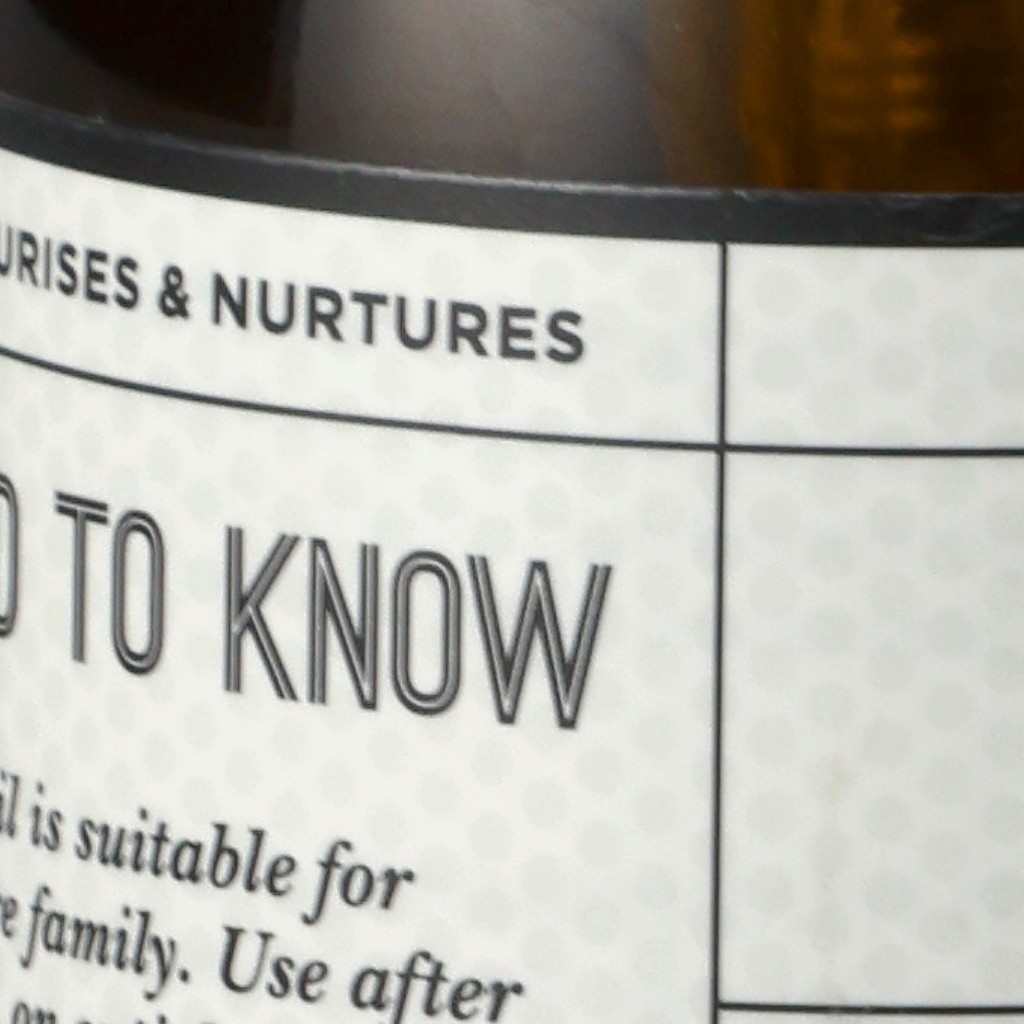 URISES & NURTURES
TO KNOW
il is suitable for
e family. Use after